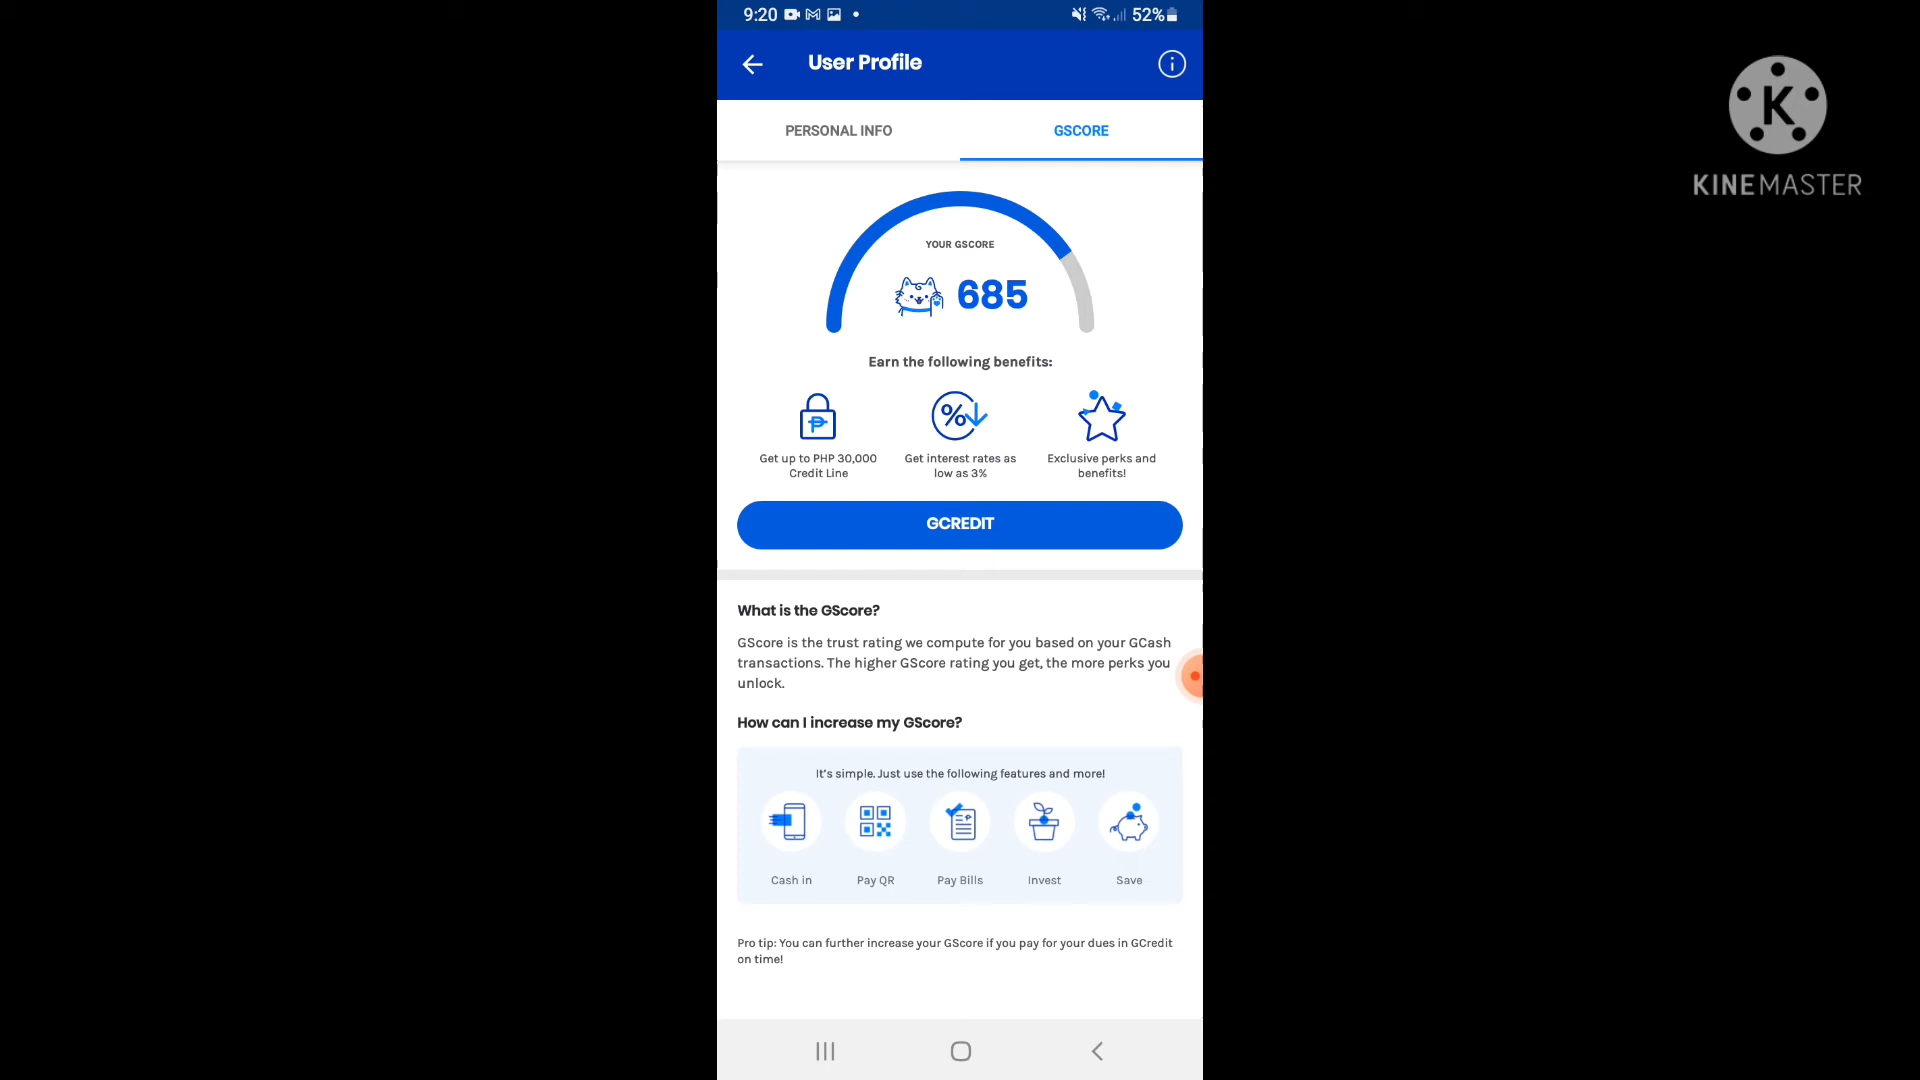 9:20
52%
User Profile
PERSONAL INFO
GSCORE
KINEMASTER
YOUR GSCORE
685
Earn the following benefits:
Get up to PHP 30,000
Credit Line
Get interest rates as
low as 3%
Exclusive perks and
benefits!
GCREDIT
What is the GScore?
GScore is the trust rating we compute for you based on your GCash
transactions. The higher GScore rating you get, the more perks you
unlock.
How can I increase my GScore?
It's simple. Just use the following features and more!
Cash in
Pay QR
Pay Bills
Invest
Save
Pro tip: You can further increase your GScore if you pay for your dues in GCredit
on time!